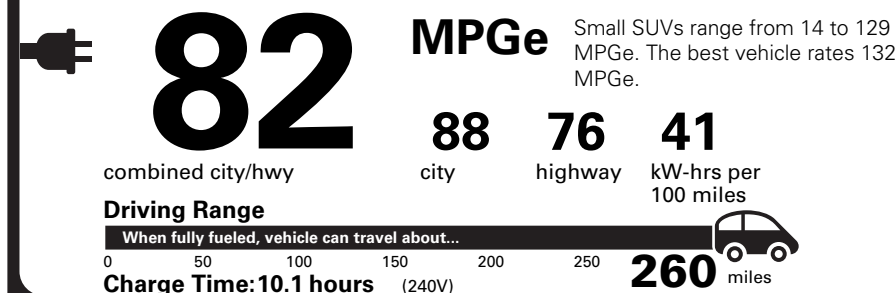 82
MPGe
Small SUVs range from 14 to 129
MPGe. The best vehicle rates 132
MPGe.
88 76 41
combined city/hwy city highway kW-hrs per
100 miles
Driving Range
When fully fueled, vehicle can travel about...
0 50 100 150 200 250 260 miles
Charge Time: 10.1 hours (240V)